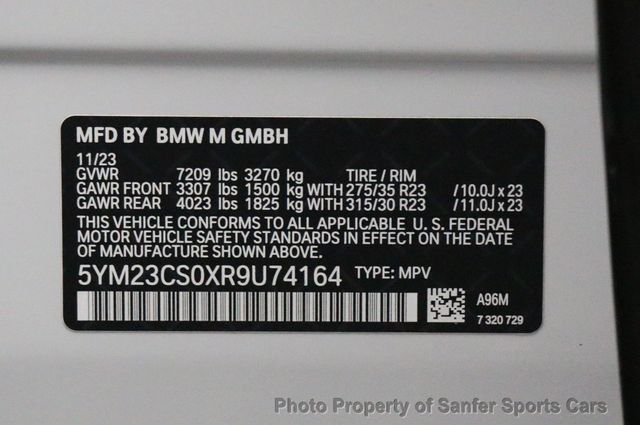 MFD BY BMW M GMBH
11/23
GVWR 7209 lbs 3270 kg TIRE / RIM
GAWR FRONT 3307 lbs 1500 kg WITH 275/35 R23 /10.0J x 23
GAWR REAR 4023 lbs 1825 kg WITH 315/30 R23 /11.0J x 23
THIS VEHICLE CONFORMS TO ALL APPLICABLE U. S. FEDERAL
MOTOR VEHICLE SAFETY STANDARDS IN EFFECT ON THE DATE
OF MANUFACTURE SHOWN ABOVE.
5YM23CS0XR9U74164 TYPE: MPV
A96M
7 320 729
Photo Property of Sanfer Sports Cars